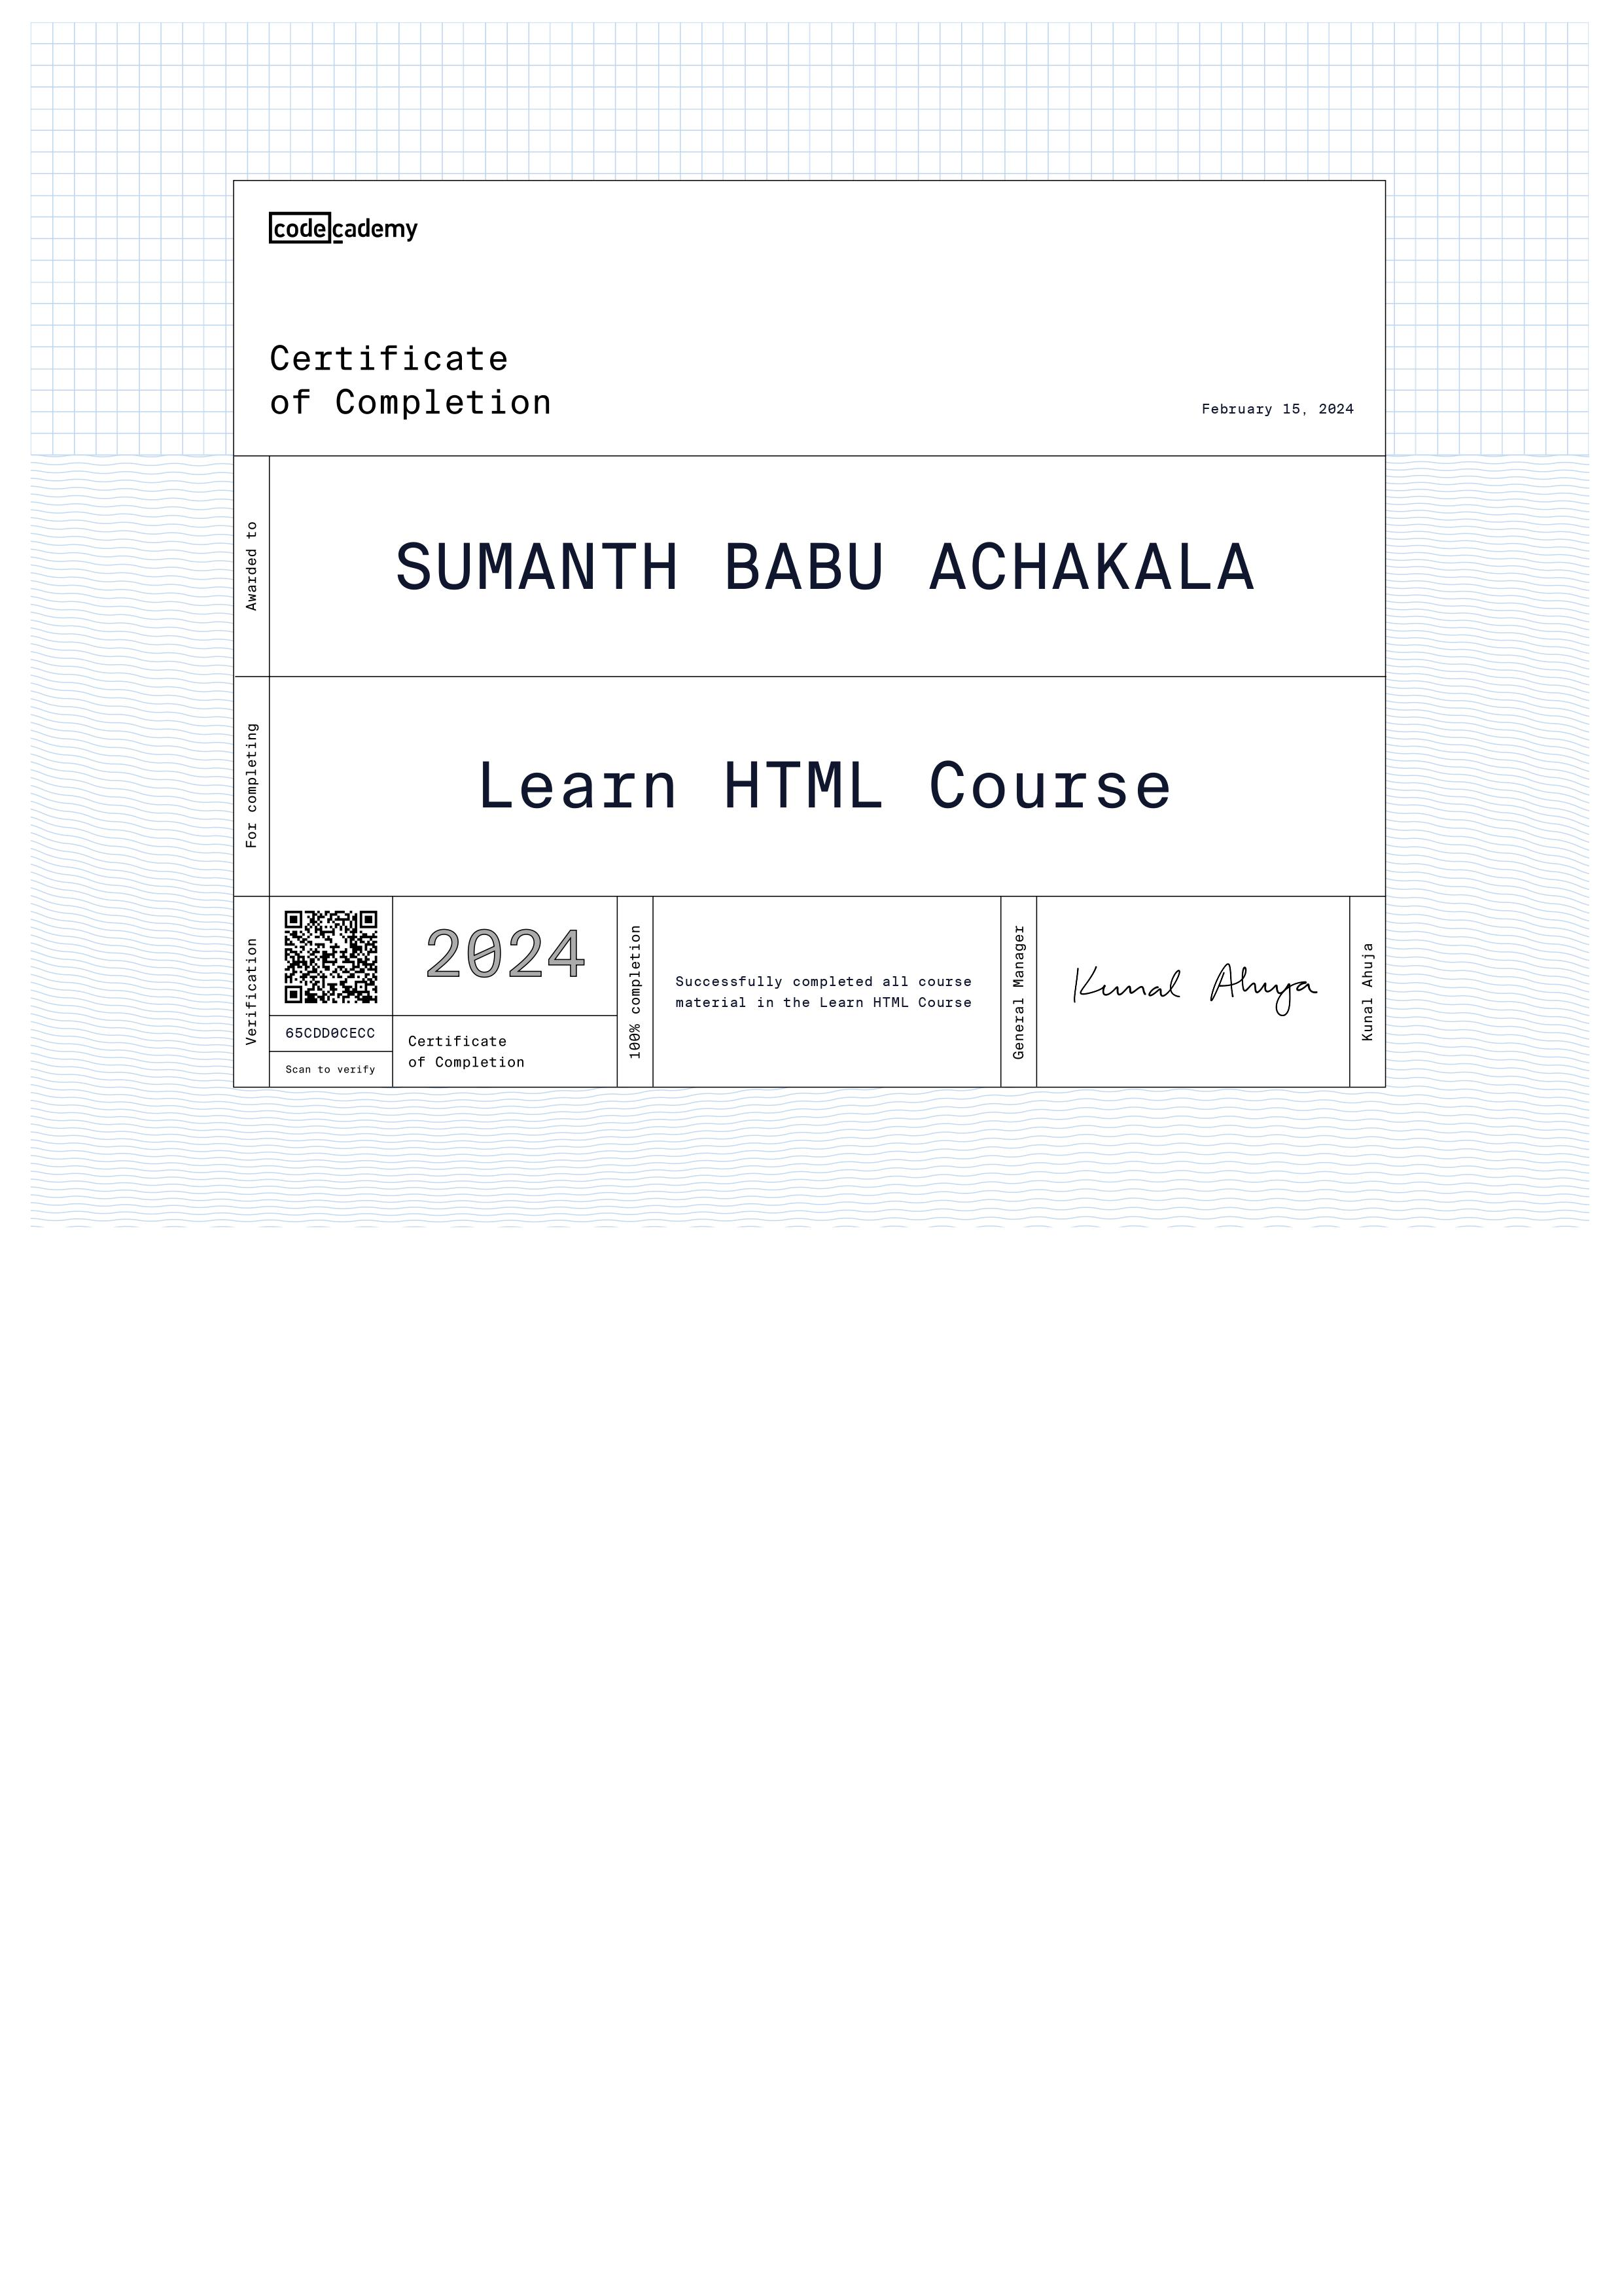 codecademy
Certificate
of Completion
February 15, 2024
Awarded to
SUMANTH BABU ACHAKALA
For completing
Learn HTML Course
Verification
65CDD0CECC
Scan to verify
2024
Certificate
of Completion
100% completion
Successfully completed all course
material in the Learn HTML Course
General Manager
Kunal Ahuja
Kunal Ahuja